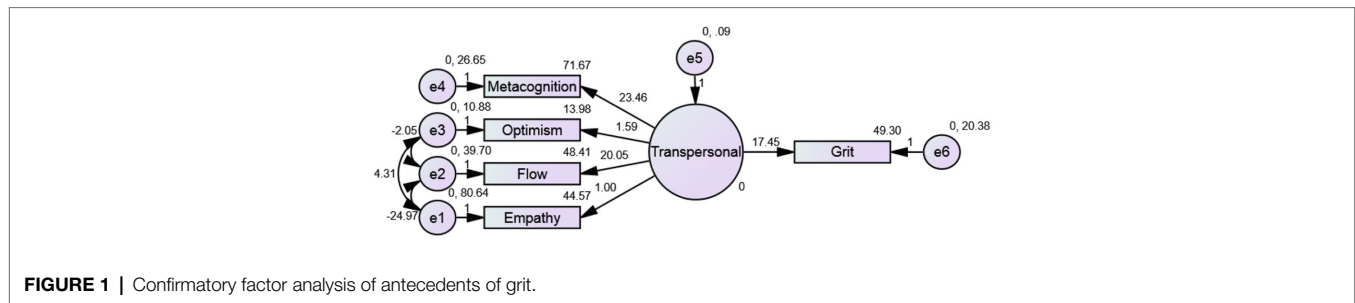 0, .09
e5
1
0, 26.65
71.67
e4
1
Metacognition
23.46
0, 10.88
13.98
-2.05
e3
1
Optimism
1.59
0, 39.70
48.41
20.05
Transpersonal
17.45
49.30
0, 20.38
Grit
1
e6
4.31
e2
1
Flow
0
0, 80.64
44.57
1.00
-24.97
e1
1
Empathy
FIGURE 1 | Confirmatory factor analysis of antecedents of grit.